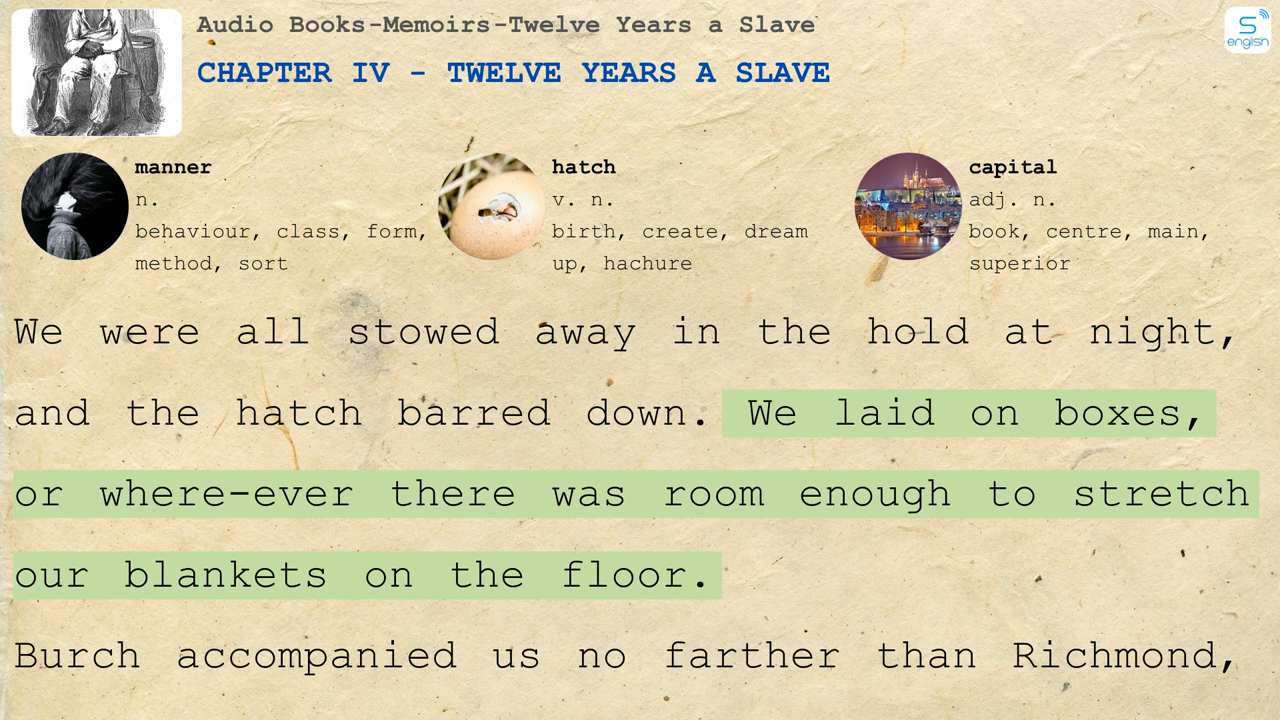 Audio Books-Memoirs-Twelve Years a Slave
CHAPTER IV - TWELVE YEARS A SLAVE
S
english
manner
n.
behaviour, class, form,
method, sort
hatch
v. n.
birth, create, dream
up, hachure
capital
adj. n.
book, centre, main,
superior
We were all stowed away in the hold at night,
and the hatch barred down. We laid on boxes,
or where-ever there was room enough to stretch
our blankets on the floor.
Burch accompanied us no farther than Richmond,